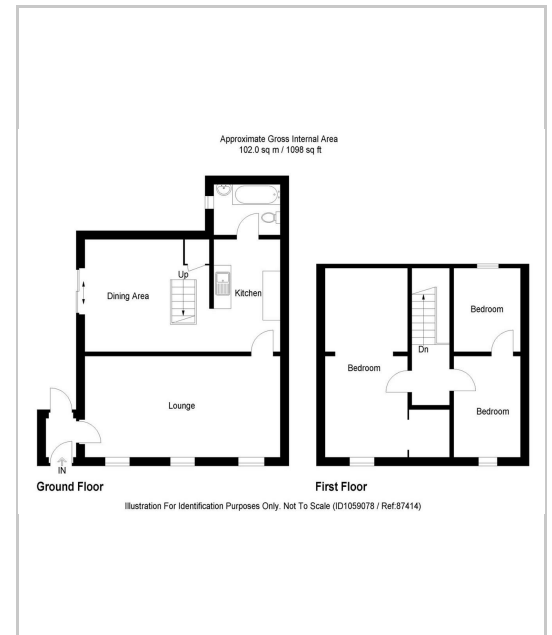 Approximate Gross Internal Area
102.0 sq m / 1098 sq ft
Up
Dining Area
Kitchen
Lounge
IN
Ground Floor
Bedroom
Dn
Bedroom
Bedroom
First Floor
Illustration For Identification Purposes Only. Not To Scale (ID1059078 / Ref:87414)